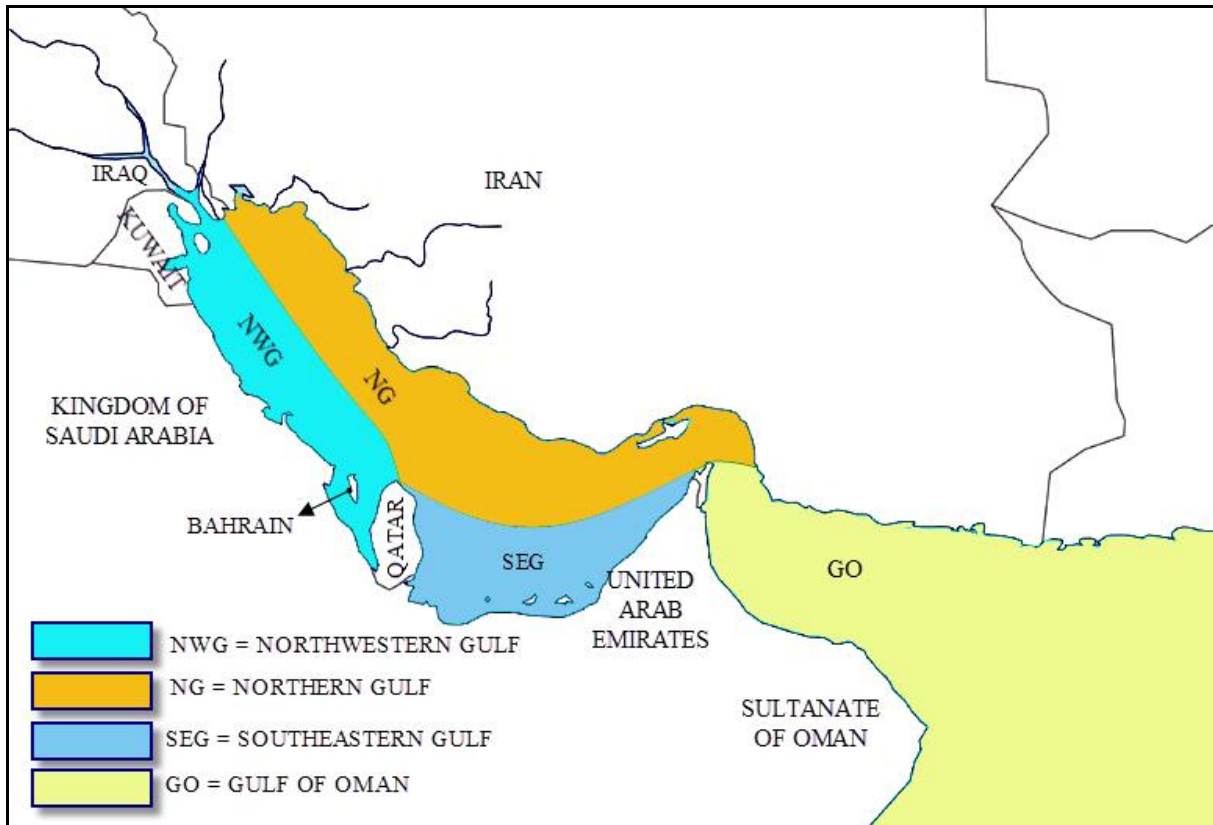 IRAQ
IRAN
KUWAIT
NWG
NG
KINGDOM OF
SAUDI ARABIA
BAHRAIN
QATAR
SEG
UNITED
ARAB
EMIRATES
GO
SULTANATE
OF OMAN
NWG = NORTHWESTERN GULF
NG = NORTHERN GULF
SEG = SOUTHEASTERN GULF
GO = GULF OF OMAN